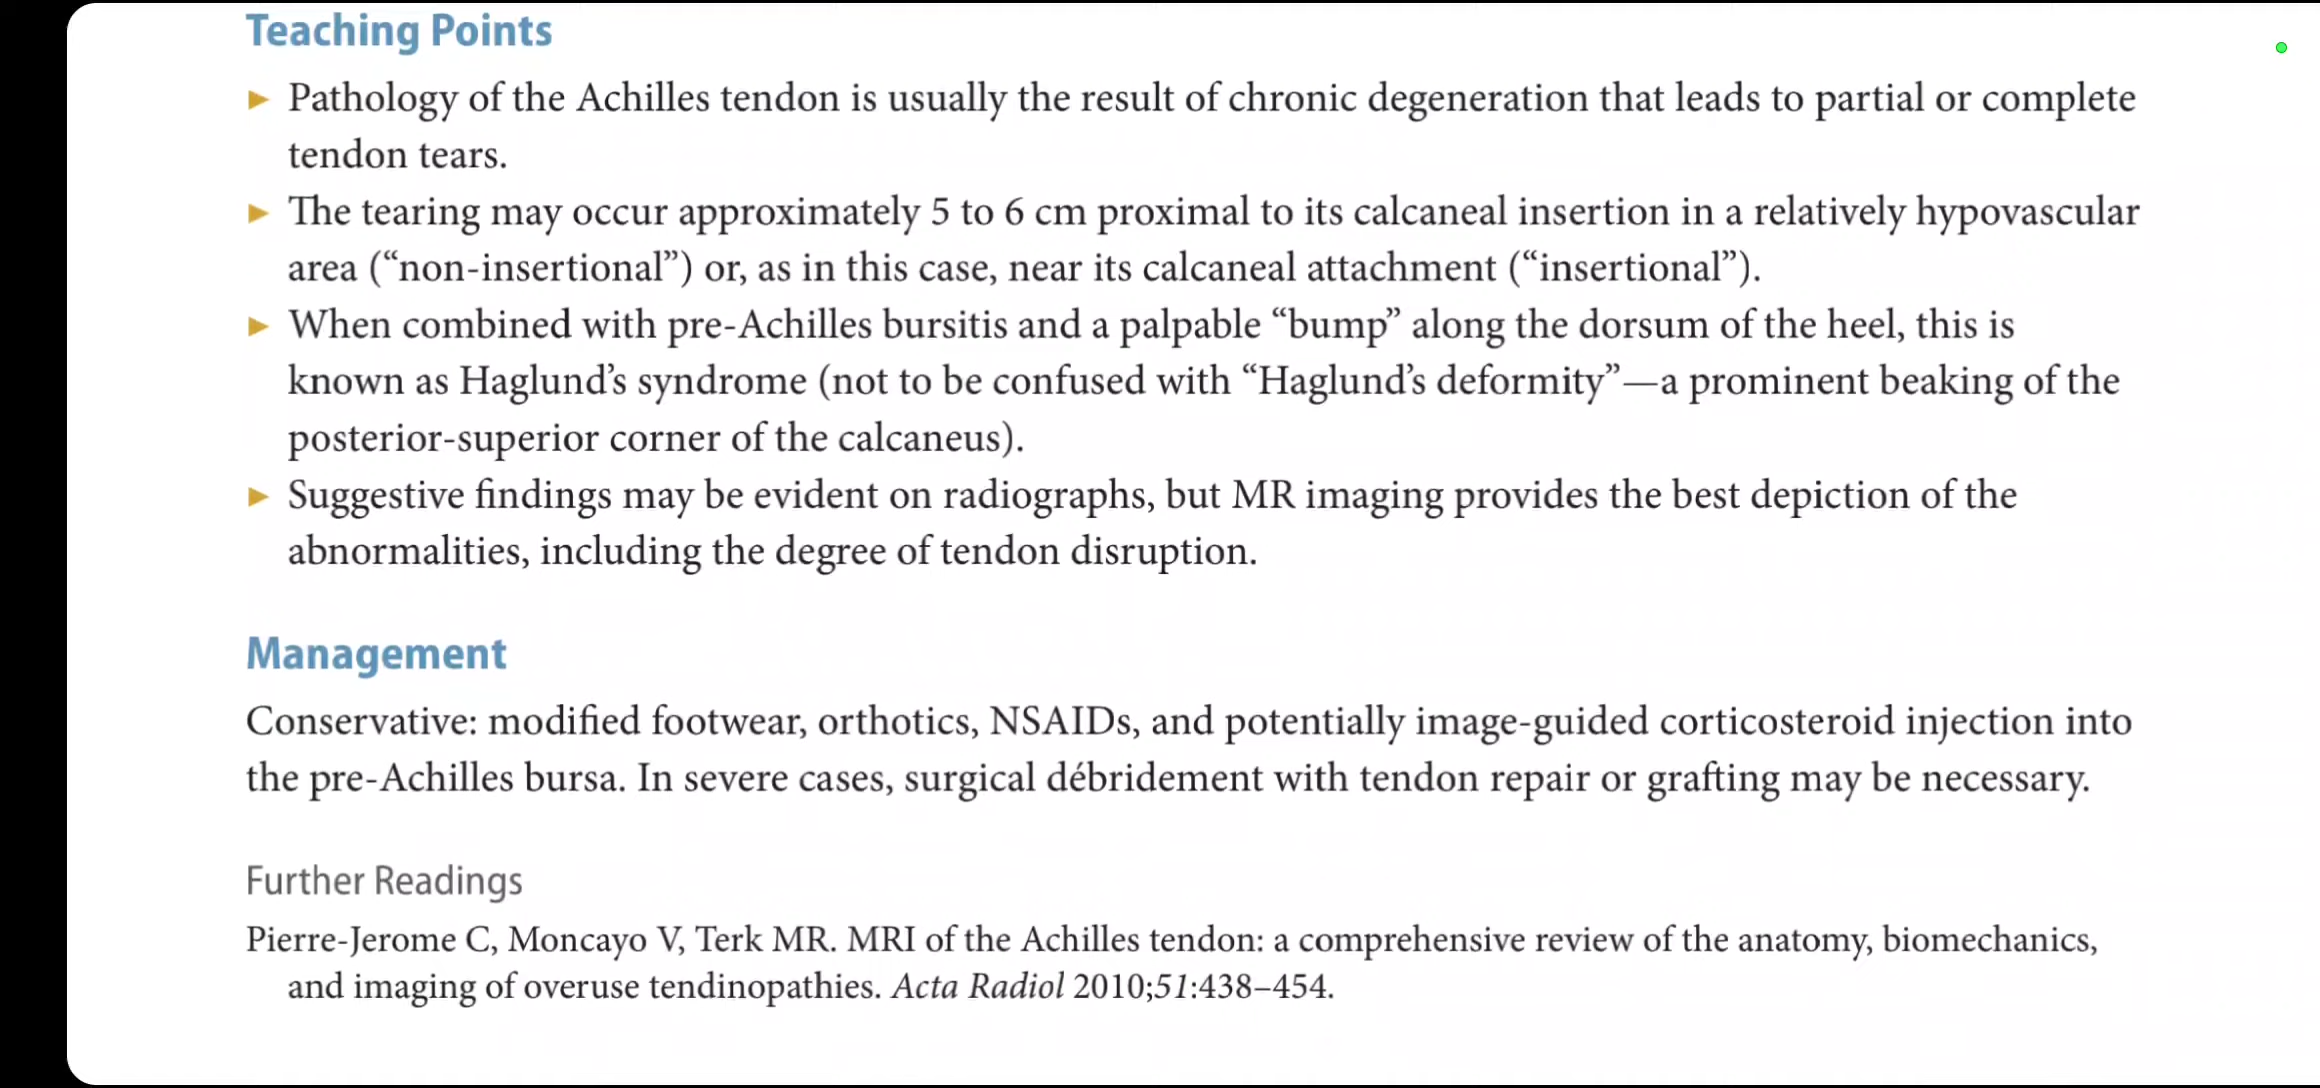 Teaching Points
► Pathology of the Achilles tendon is usually the result of chronic degeneration that leads to partial or complete
tendon tears.
► The tearing may occur approximately 5 to 6 cm proximal to its calcaneal insertion in a relatively hypovascular
area (“non-insertional”) or, as in this case, near its calcaneal attachment (“insertional”).
► When combined with pre-Achilles bursitis and a palpable “bump” along the dorsum of the heel, this is
known as Haglund’s syndrome (not to be confused with “Haglund’s deformity”—a prominent beaking of the
posterior-superior corner of the calcaneus).
► Suggestive findings may be evident on radiographs, but MR imaging provides the best depiction of the
abnormalities, including the degree of tendon disruption.
Management
Conservative: modified footwear, orthotics, NSAIDs, and potentially image-guided corticosteroid injection into
the pre-Achilles bursa. In severe cases, surgical débridement with tendon repair or grafting may be necessary.
Further Readings
Pierre-Jerome C, Moncayo V, Terk MR. MRI of the Achilles tendon: a comprehensive review of the anatomy, biomechanics,
and imaging of overuse tendinopathies. Acta Radiol 2010;51:438–454.